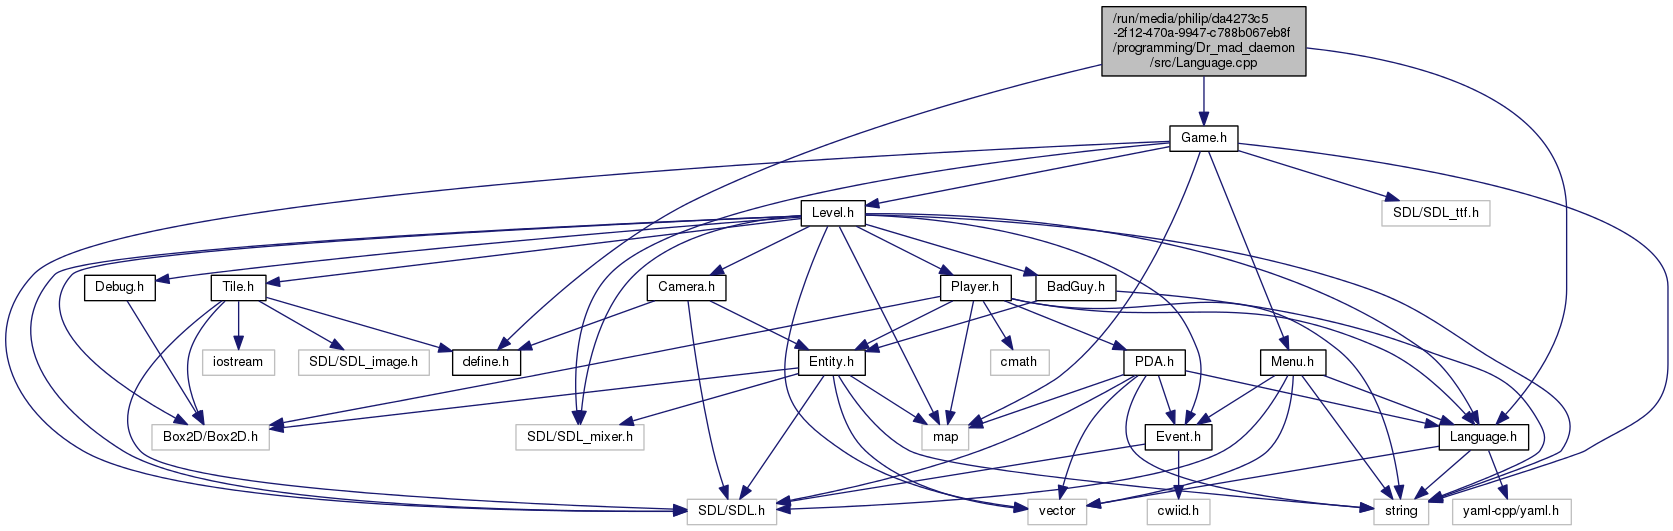 /run/media/philip/da4273c5
-2f12-470a-9947-c788b067eb8f
/programming/Dr_mad_daemon
/src/Language.cpp
Game.h
Level.h
SDL/SDL_ttf.h
Debug.h
Tile.h
Camera.h
Player.h
BadGuy.h
iostream
SDL/SDL_image.h
define.h
Entity.h
cmath
PDA.h
Menu.h
Box2D/Box2D.h
SDL/SDL_mixer.h
map
Event.h
Language.h
SDL/SDL.h
vector
cwiid.h
string
yaml-cpp/yaml.h